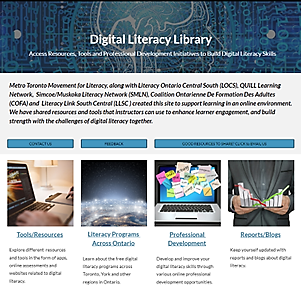 Digital Literacy Library
Access Resources, Tools and Professional Development Initiatives to Build Digital Literacy Skills
Metro Toronto Movement for Literacy, along with Literacy Ontario Central South (LOCS), QUILL Learning
Network, Simcoe/Muskoka Literacy Network (SMLN), Coalition Ontarienne De Formation Des Adultes
(COFA) and Literacy Link South Central (LLSC) created this site to support learning in an online environment.
We have shared resources and tools that instructors can use to enhance learner engagement, and build
strength with the challenges of digital literacy together.
CONTACT US
FEEDBACK
GOOD RESOURCES TO SHARE? CLICK & EMAIL US
Tools/Resources
Explore different resources
and tools in the form of apps,
online assessments and
websites related to digital
literacy.
Literacy Programs
Across Ontario
Learn about the free digital
literacy programs across
Toronto, York and other
regions in Ontario.
Professional
Development
Develop and improve your
digital literacy skills through
various online professional
development opportunities.
Reports/Blogs
Keep yourself updated with
reports and blogs about digital
literacy.